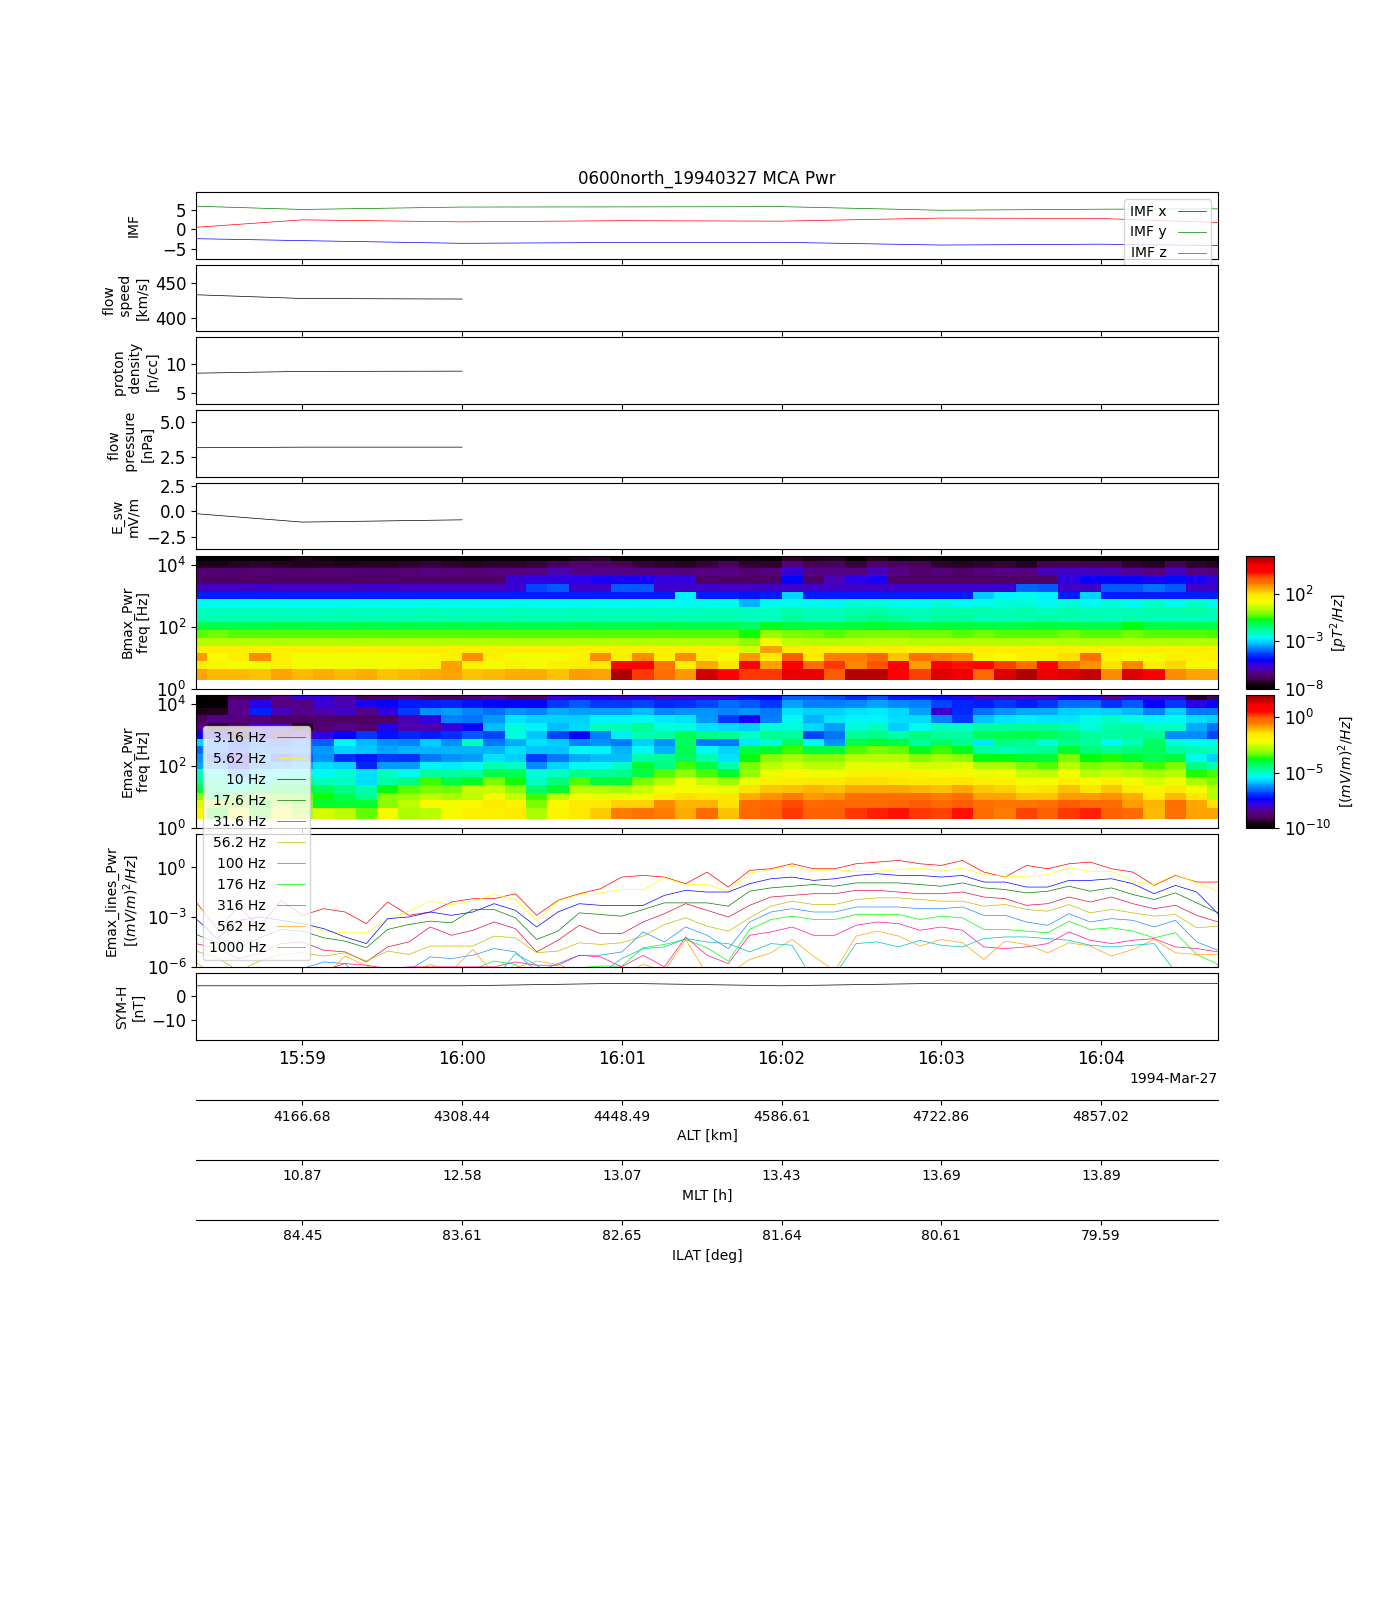 0600north_19940327 MCA Pwr
IMF
5
0
−5
IMF x
IMF y
IMF z
flow
speed
[km/s]
450
400
proton
density
[n/cc]
10
5
flow
pressure
[nPa]
5.0
2.5
E_sw
mV/m
2.5
0.0
−2.5
Bmax_Pwr
freq [Hz]
10^4
10^2
10^0
10^2
10^−3
10^−8
[pT^2/Hz]
Emax_Pwr
freq [Hz]
10^4
10^2
10^0
10^0
10^−5
10^−10
[(mV/m)^2/Hz]
3.16 Hz
5.62 Hz
10 Hz
17.6 Hz
31.6 Hz
56.2 Hz
100 Hz
176 Hz
316 Hz
562 Hz
1000 Hz
Emax_lines_Pwr
[(mV/m)^2/Hz]
10^0
10^−3
10^−6
SYM-H
[nT]
0
−10
15:59 16:00 16:01 16:02 16:03 16:04
1994-Mar-27
4166.68 4308.44 4448.49 4586.61 4722.86 4857.02
ALT [km]
10.87 12.58 13.07 13.43 13.69 13.89
MLT [h]
84.45 83.61 82.65 81.64 80.61 79.59
ILAT [deg]